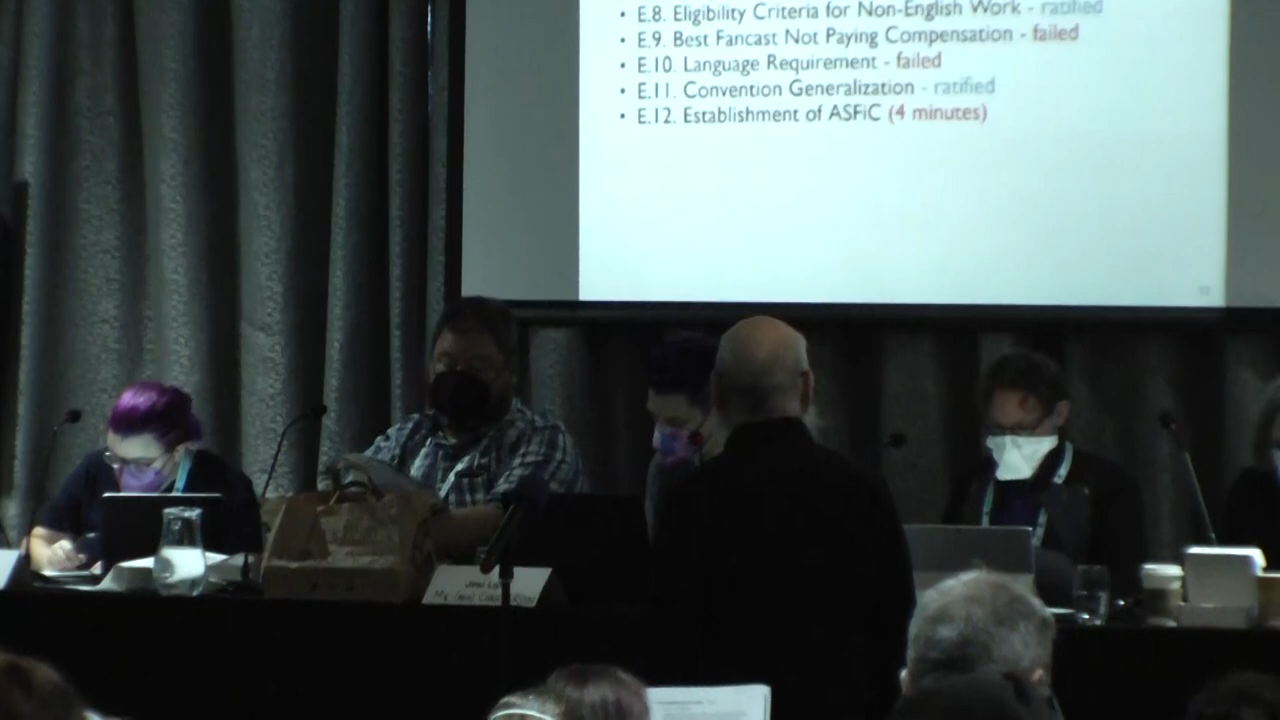 • E.8. Eligibility Criteria for Non-English Work - ratified
• E.9. Best Fancast Not Paying Compensation - failed
• E.10. Language Requirement - failed
• E.11. Convention Generalization - ratified
• E.12. Establishment of ASFiC (4 minutes)